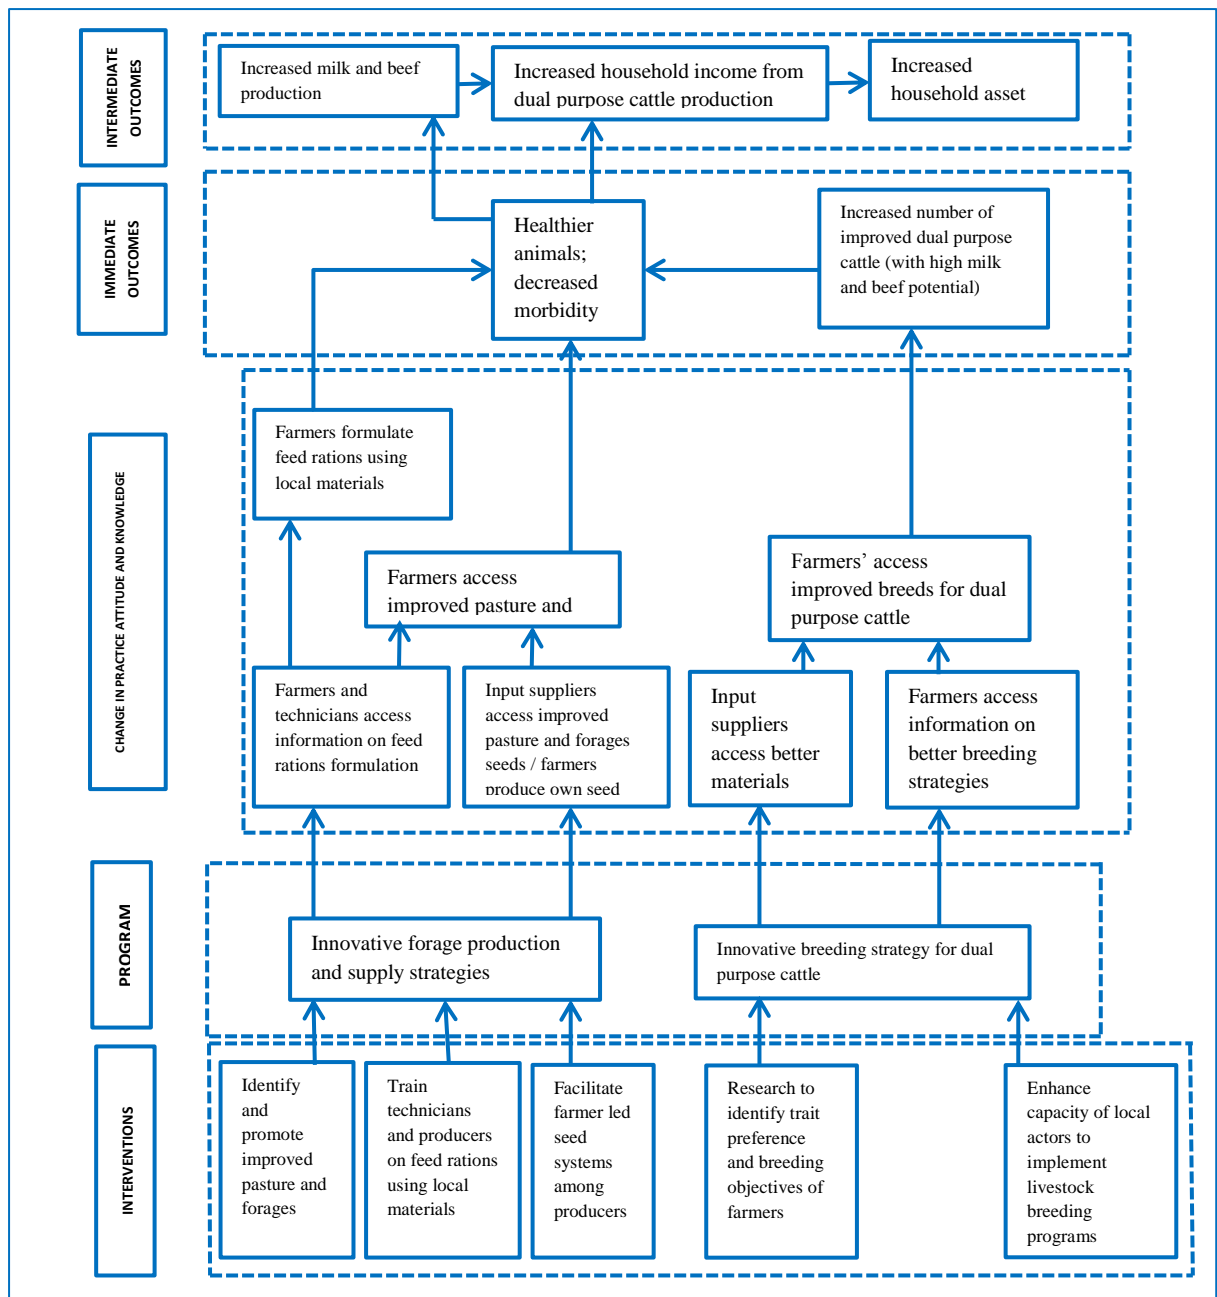 INTERMEDIATE
OUTCOMES
Increased milk and beef
production
Increased household income from
dual purpose cattle production
Increased
household asset
IMMEDIATE
OUTCOMES
Healthier
animals;
decreased
morbidity
Increased number of
improved dual purpose
cattle (with high milk
and beef potential)
CHANGE IN PRACTICE ATTITUDE AND KNOWLEDGE
Farmers formulate
feed rations using
local materials
Farmers access
improved pasture and
Farmers’ access
improved breeds for dual
purpose cattle
Farmers and
technicians access
information on feed
rations formulation
Input suppliers
access improved
pasture and forages
seeds / farmers
produce own seed
Input
suppliers
access better
materials
Farmers access
information on
better breeding
strategies
PROGRAM
Innovative forage production
and supply strategies
Innovative breeding strategy for dual
purpose cattle
INTERVENTIONS
Identify
and
promote
improved
pasture and
forages
Train
technicians
and producers
on feed rations
using local
materials
Facilitate
farmer led
seed
systems
among
producers
Research to
identify trait
preference
and breeding
objectives of
farmers
Enhance
capacity of local
actors to
implement
livestock
breeding
programs